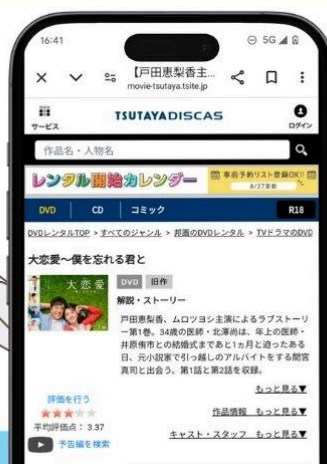 16:41
5G
【戸田恵梨香主...
movie-tsutaya.tsite.jp
サービス
TSUTAYADISCAS
ログイン
作品名・人物名
レンタル開始カレンダー
事前予約リスト登録OK!!
8/27更新
DVD
CD
コミック
R18
DVDレンタルTOP > すべてのジャンル > 邦画のDVDレンタル > TVドラマのDVD
大恋愛〜僕を忘れる君と
大恋愛
DVD 旧作
解説・ストーリー
戸田恵梨香、ムロツヨシ主演によるラブストーリ
ー第1巻。34歳の医師・北澤尚は、年上の医師・
井原侑市との結婚式まであと1ヵ月と迫ったある
日、元小説家で引っ越しのアルバイトをする間宮
真司と出会う。第1話と第2話を収録。
もっと見る▼
評価を行う
平均評価点： 3.37
予告編を検索
作品情報 もっと見る▼
キャスト・スタッフ もっと見る▼